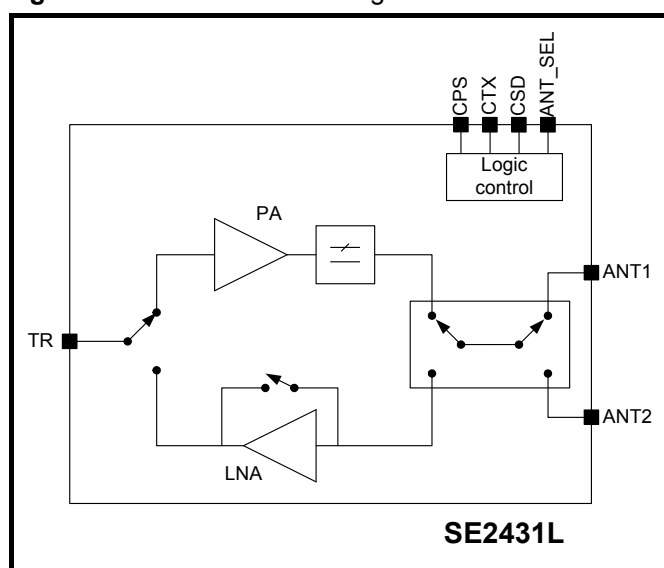 CPS
CTX
CSD
ANT_SEL
Logic
control
PA
ANT1
TR
ANT2
LNA
SE2431L